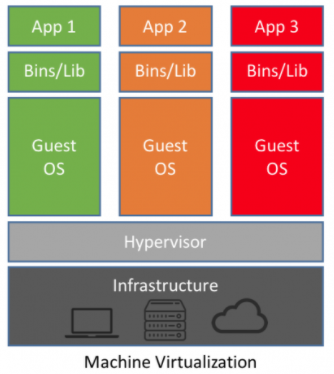 App 1
App 2
App 3
Bins/Lib
Bins/Lib
Bins/Lib
Guest
OS
Guest
OS
Guest
OS
Hypervisor
Infrastructure
Machine Virtualization